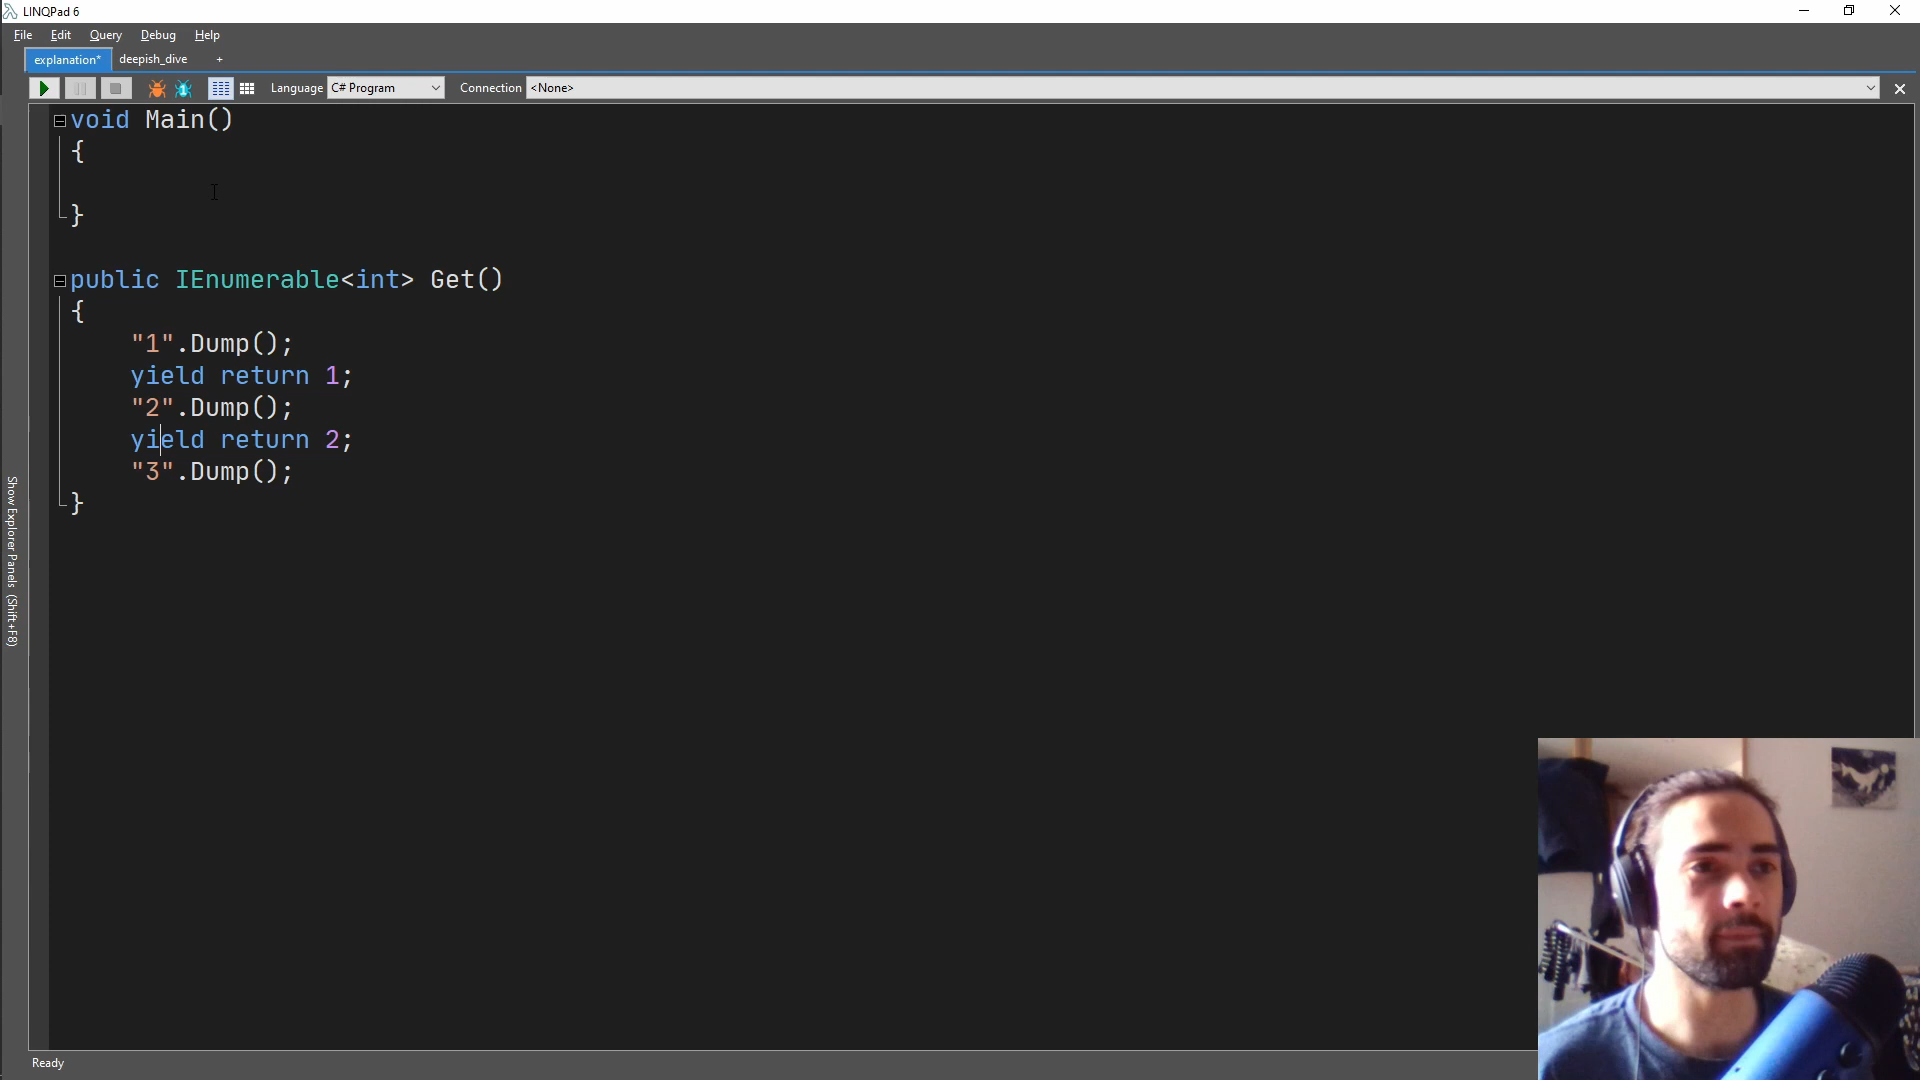 LINQPad 6
File Edit Query Debug Help
explanation* deepish_dive +
Language C# Program Connection <None>
void Main()
{
}
public IEnumerable<int> Get()
{
"1".Dump();
yield return 1;
"2".Dump();
yield return 2;
"3".Dump();
}
Show Explorer Panels (Shift+F8)
Ready